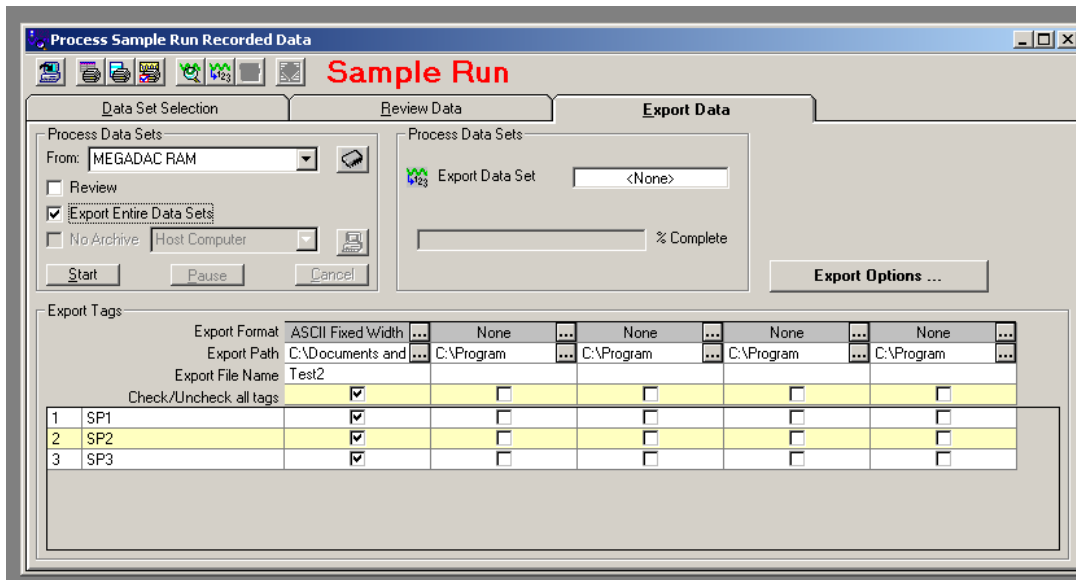 Process Sample Run Recorded Data
Sample Run
Data Set Selection Review Data Export Data
Process Data Sets Process Data Sets
From: MEGADAC RAM
Review
Export Data Set <None>
Export Entire Data Sets
No Archive Host Computer
% Complete
Start Pause Cancel
Export Options ...
Export Tags
Export Format ASCII Fixed Width ... None ... None ... None ... None ...
Export Path C:\Documents and ... C:\Program ... C:\Program ... C:\Program ... C:\Program ...
Export File Name Test2
Check/Uncheck all tags
1 SP1
2 SP2
3 SP3